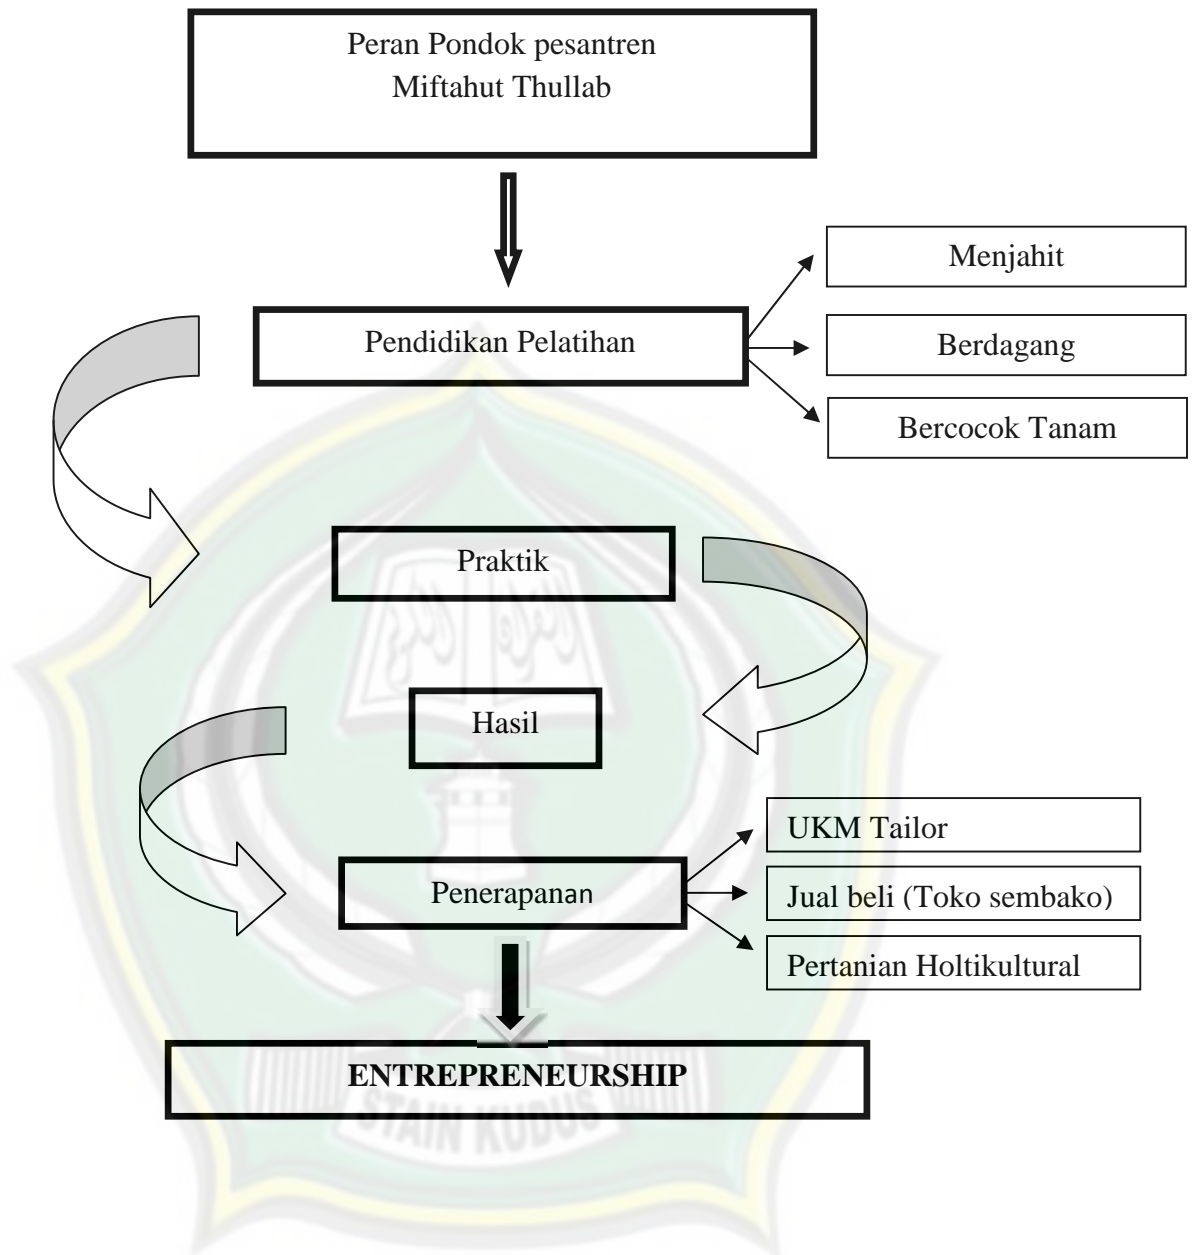 Peran Pondok pesantren
Miftahut Thullab
Pendidikan Pelatihan
Menjahit
Berdagang
Bercocok Tanam
Praktik
Hasil
Penerapanan
UKM Tailor
Jual beli (Toko sembako)
Pertanian Holtikultural
ENTREPRENEURSHIP
STAIN KUDUS